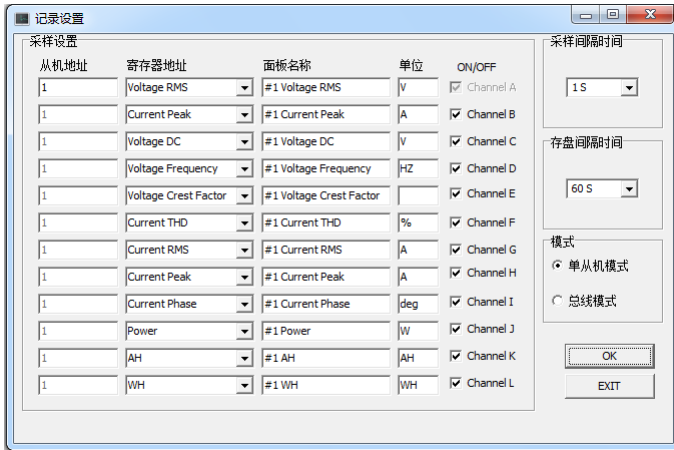 记录设置
采样设置
从机地址 寄存器地址 面板名称 单位 ON/OFF
1 Voltage RMS #1 Voltage RMS V Channel A
1 Current Peak #1 Current Peak A Channel B
1 Voltage DC #1 Voltage DC V Channel C
1 Voltage Frequency #1 Voltage Frequency HZ Channel D
1 Voltage Crest Factor #1 Voltage Crest Factor Channel E
1 Current THD #1 Current THD % Channel F
1 Current RMS #1 Current RMS A Channel G
1 Current Peak #1 Current Peak A Channel H
1 Current Phase #1 Current Phase deg Channel I
1 Power #1 Power W Channel J
1 AH #1 AH AH Channel K
1 WH #1 WH WH Channel L
采样间隔时间
1 S
存盘间隔时间
60 S
模式
单从机模式
总线模式
OK
EXIT